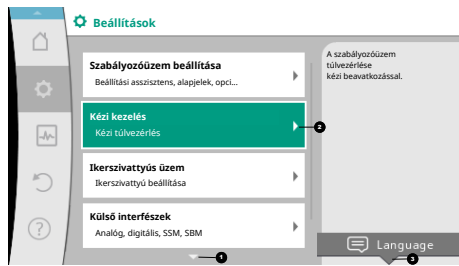 Beállítások
Szabályozóüzem beállítása
Beállítási asszisztens, alapjelek, opci...
Kézi kezelés
Kézi túlvezérlés
Ikerszivattyús üzem
Ikerszivattyú beállítása
Külső interfészek
Analóg, digitális, SSM, SBM
A szabályozóüzem
túlvezérlése
kézi beavatkozással.
2
?
1
Language
3